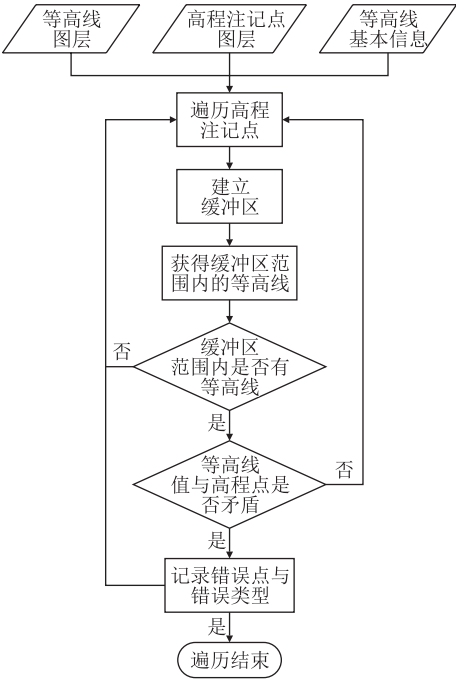 等高线
图层
高程注记点
图层
等高线
基本信息
遍历高程
注记点
建立
缓冲区
获得缓冲区范
围内的等高线
缓冲区
范围内是否有
等高线
否
是
等高线
值与高程点是
否矛盾
否
是
记录错误点与
错误类型
是
遍历结束